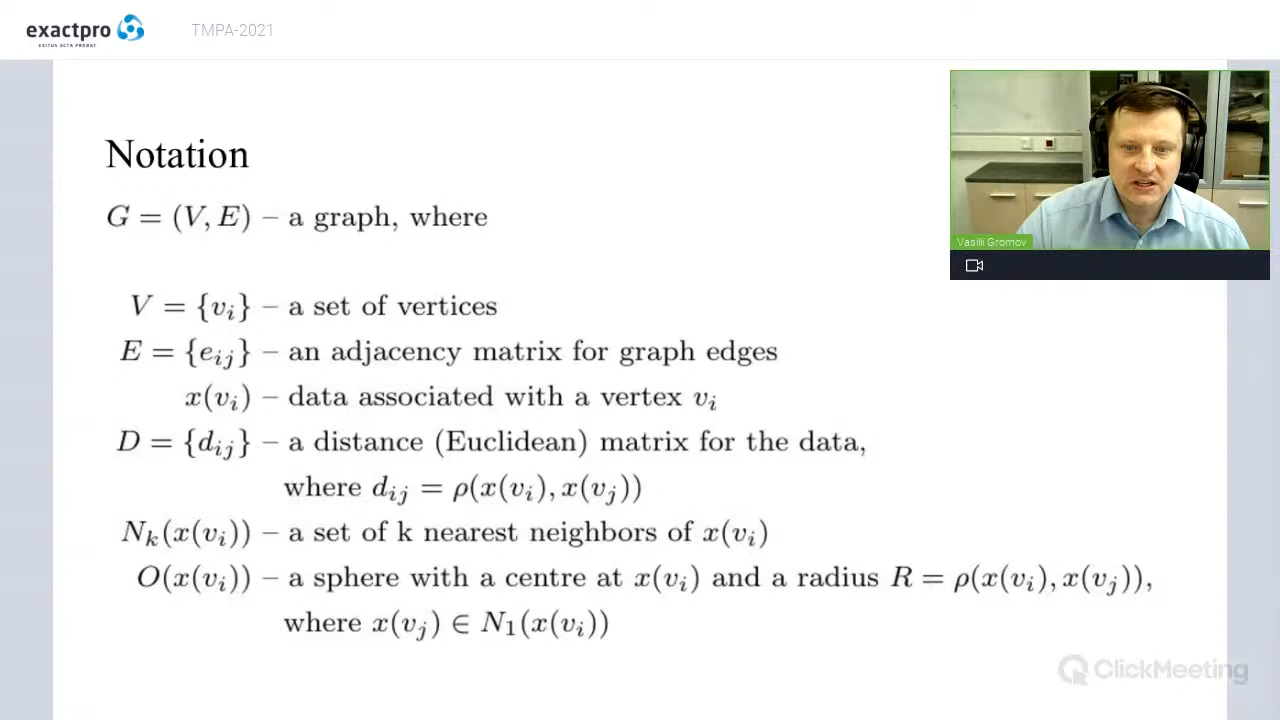 exactpro
EXITUS ACTA PROBAT
TMPA-2021
Notation
G = (V, E) – a graph, where
V = {v_i} – a set of vertices
E = {e_ij} – an adjacency matrix for graph edges
x(v_i) – data associated with a vertex v_i
D = {d_ij} – a distance (Euclidean) matrix for the data,
where d_ij = ρ(x(v_i), x(v_j))
N_k(x(v_i)) – a set of k nearest neighbors of x(v_i)
O(x(v_i)) – a sphere with a centre at x(v_i) and a radius R = ρ(x(v_i), x(v_j)),
where x(v_j) ∈ N_1(x(v_i))
Vasilii Gromov
ClickMeeting